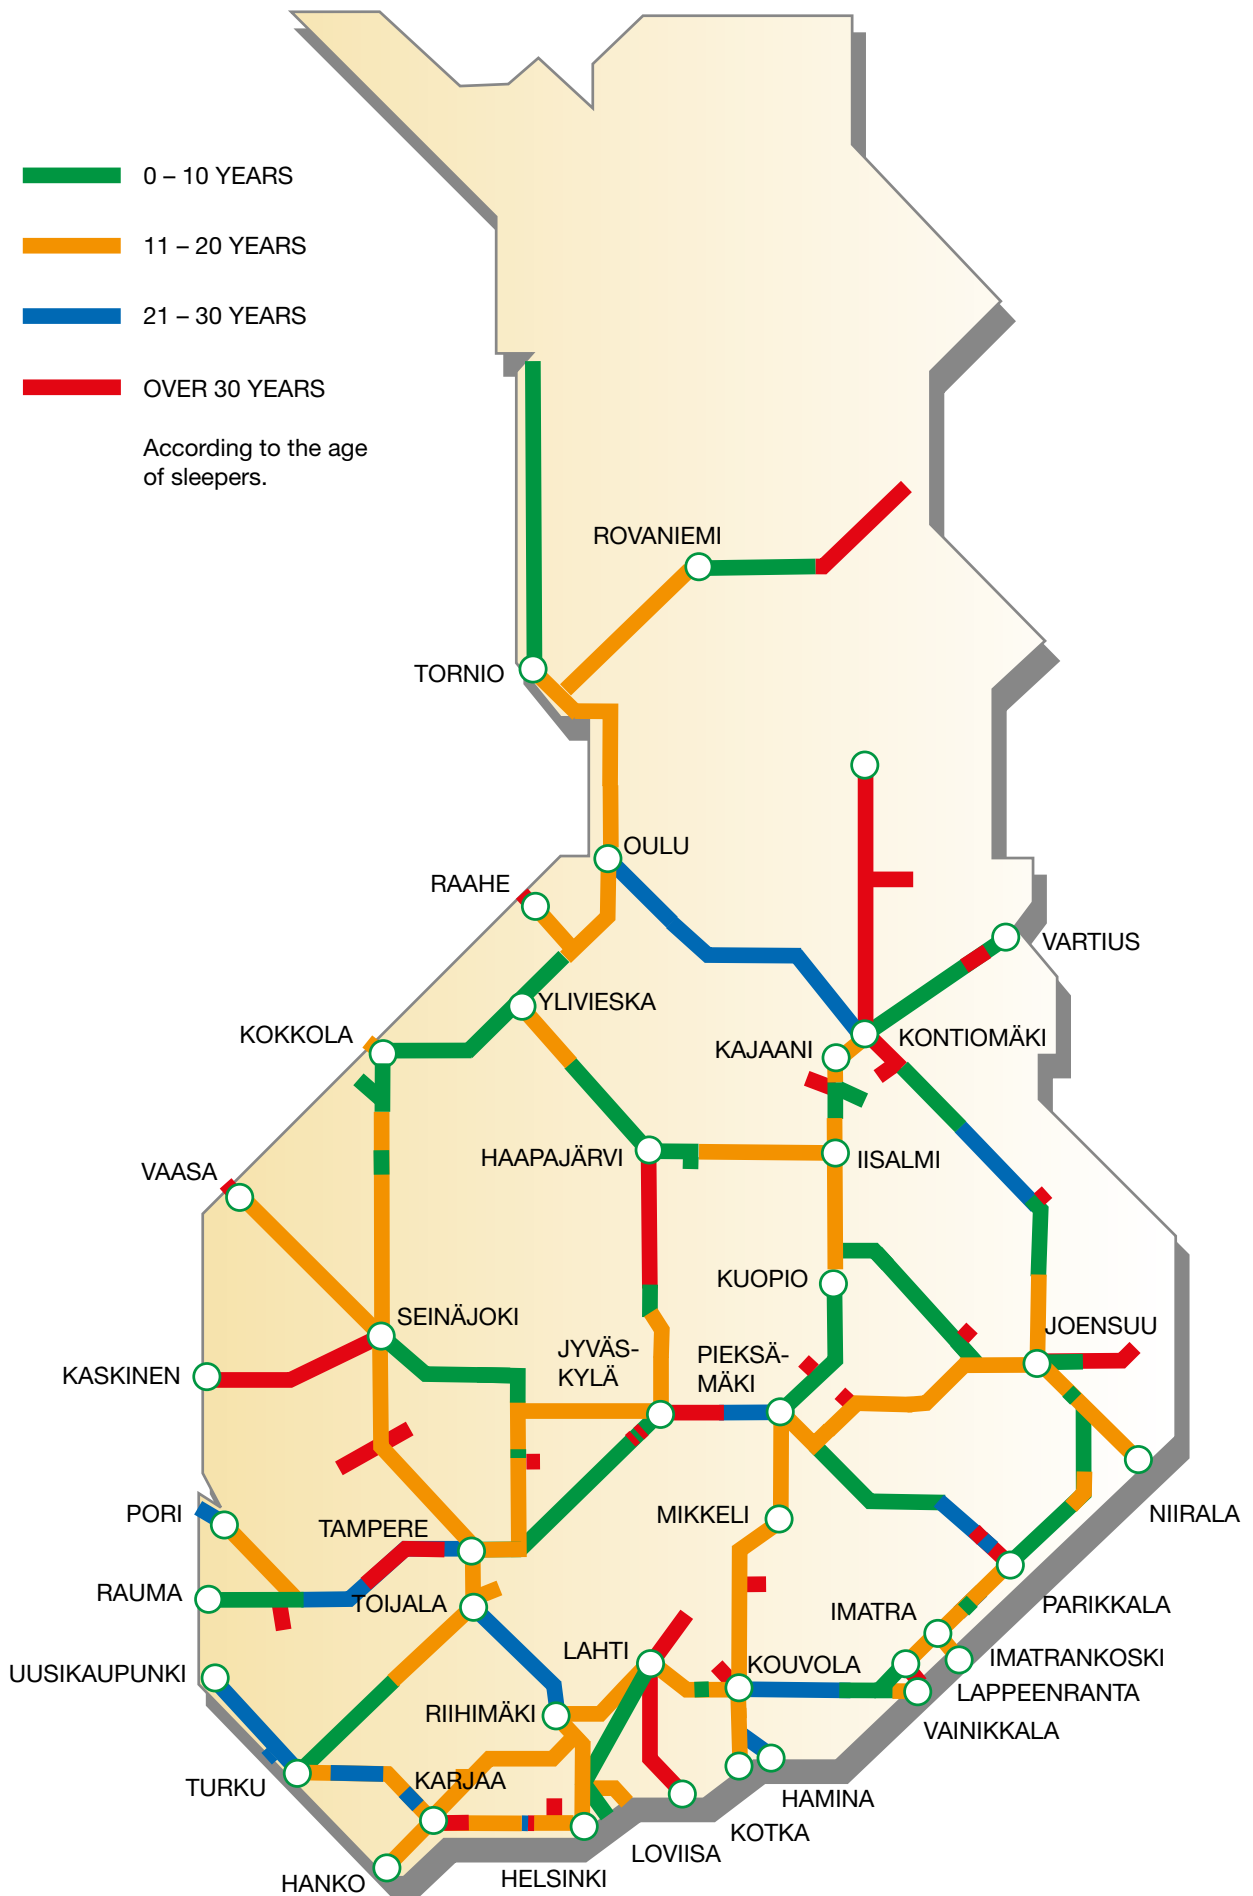 0 – 10 YEARS
11 – 20 YEARS
21 – 30 YEARS
OVER 30 YEARS
According to the age
of sleepers.
ROVANIEMI
TORNIO
OULU
RAAHE
VARTIUS
YLIVIESKA
KOKKOLA
KAJAANI
KONTIOMÄKI
HAAPAJÄRVI
IISALMI
VAASA
KUOPIO
SEINÄJOKI
JOENSUU
JYVÄS-
KYLÄ
PIEKSÄ-
MÄKI
KASKINEN
PORI
TAMPERE
MIKKELI
NIIRALA
RAUMA
TOIJALA
IMATRA
PARIKKALA
LAHTI
KOUVOLA
IMATRANKOSKI
UUSIKAUPUNKI
LAPPEENRANTA
RIIHIMÄKI
VAINIKKALA
TURKU
KARJAA
HAMINA
KOTKA
LOVIISA
HELSINKI
HANKO